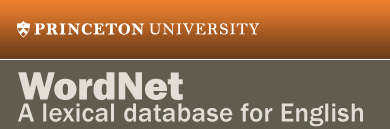 PRINCETON UNIVERSITY
WordNet
A lexical database for English